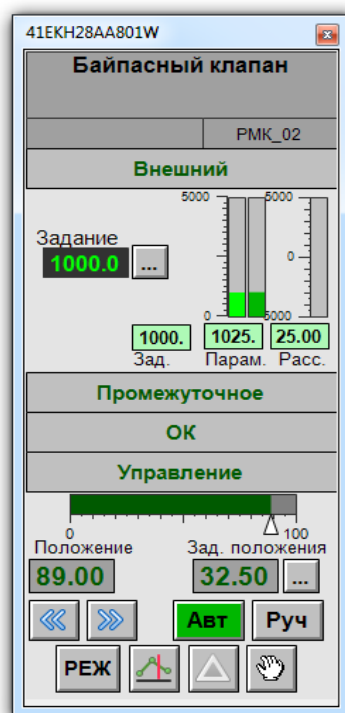 41EKH28AA801W
Байпасный клапан
РМК_02
Внешний
5000 5000
Задание
1000.0 ...
0
0 5000
1000. 1025. 25.00
Зад. Парам. Расс.
Промежуточное
ОК
Управление
0 100
Положение Зад. положения
89.00 32.50 ...
Авт Руч
РЕЖ